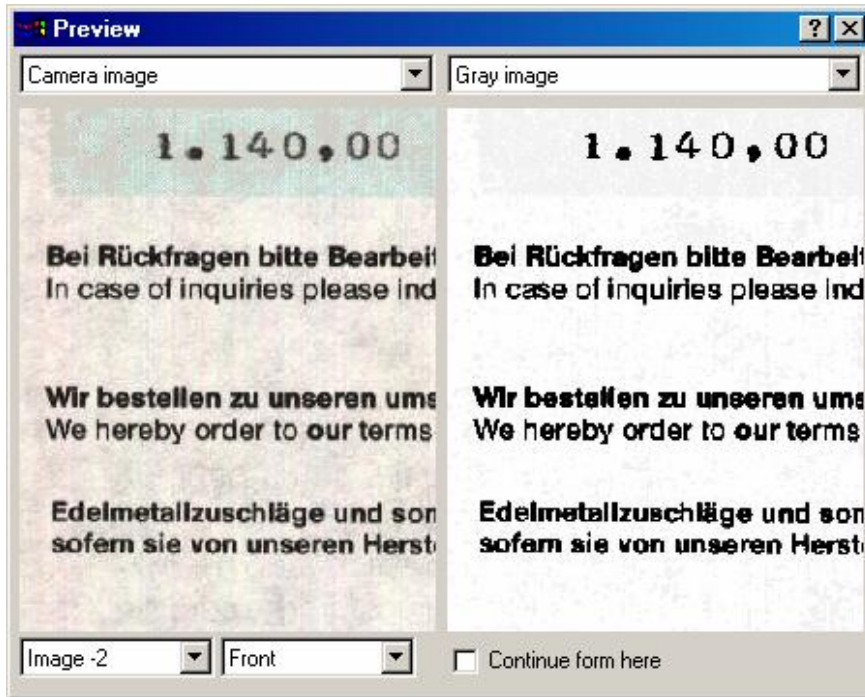 Preview
Camera image
Gray image
1.140,00
Bei Rückfragen bitte Bearbeit
In case of inquiries please ind
Wir bestellen zu unseren ums
We hereby order to our terms
Edelmetallzuschläge und son
sofern sie von unseren Herst
1.140,00
Bei Rückfragen bitte Bearbeit
In case of inquiries please ind
Wir bestellen zu unseren ums
We hereby order to our terms
Edelmetallzuschläge und son
sofern sie von unseren Herst
Image -2
Front
Continue form here